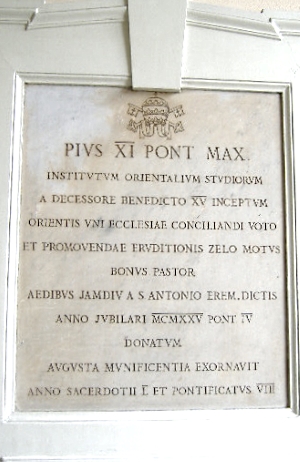 PIVS XI PONT MAX.
INSTITVTVM ORIENTALIVM STVDIORVM
A DECESSORE BENEDICTO XV INCEPTVM
ORIENTIS VNI ECCLESIAE CONCILIANDI VOTO
ET PROMOVENDAE ERVDITIONIS ZELO MOTVS
BONVS PASTOR
AEDIBVS JAMDIV A S ANTONIO EREM. DICTIS
ANNO JVBILARI MCMXXV PONT IV
DONATVM
AVGVSTA MVNIFICENTIA EXORNAVIT
ANNO SACERDOTII L ET PONTIFICATVS VIII